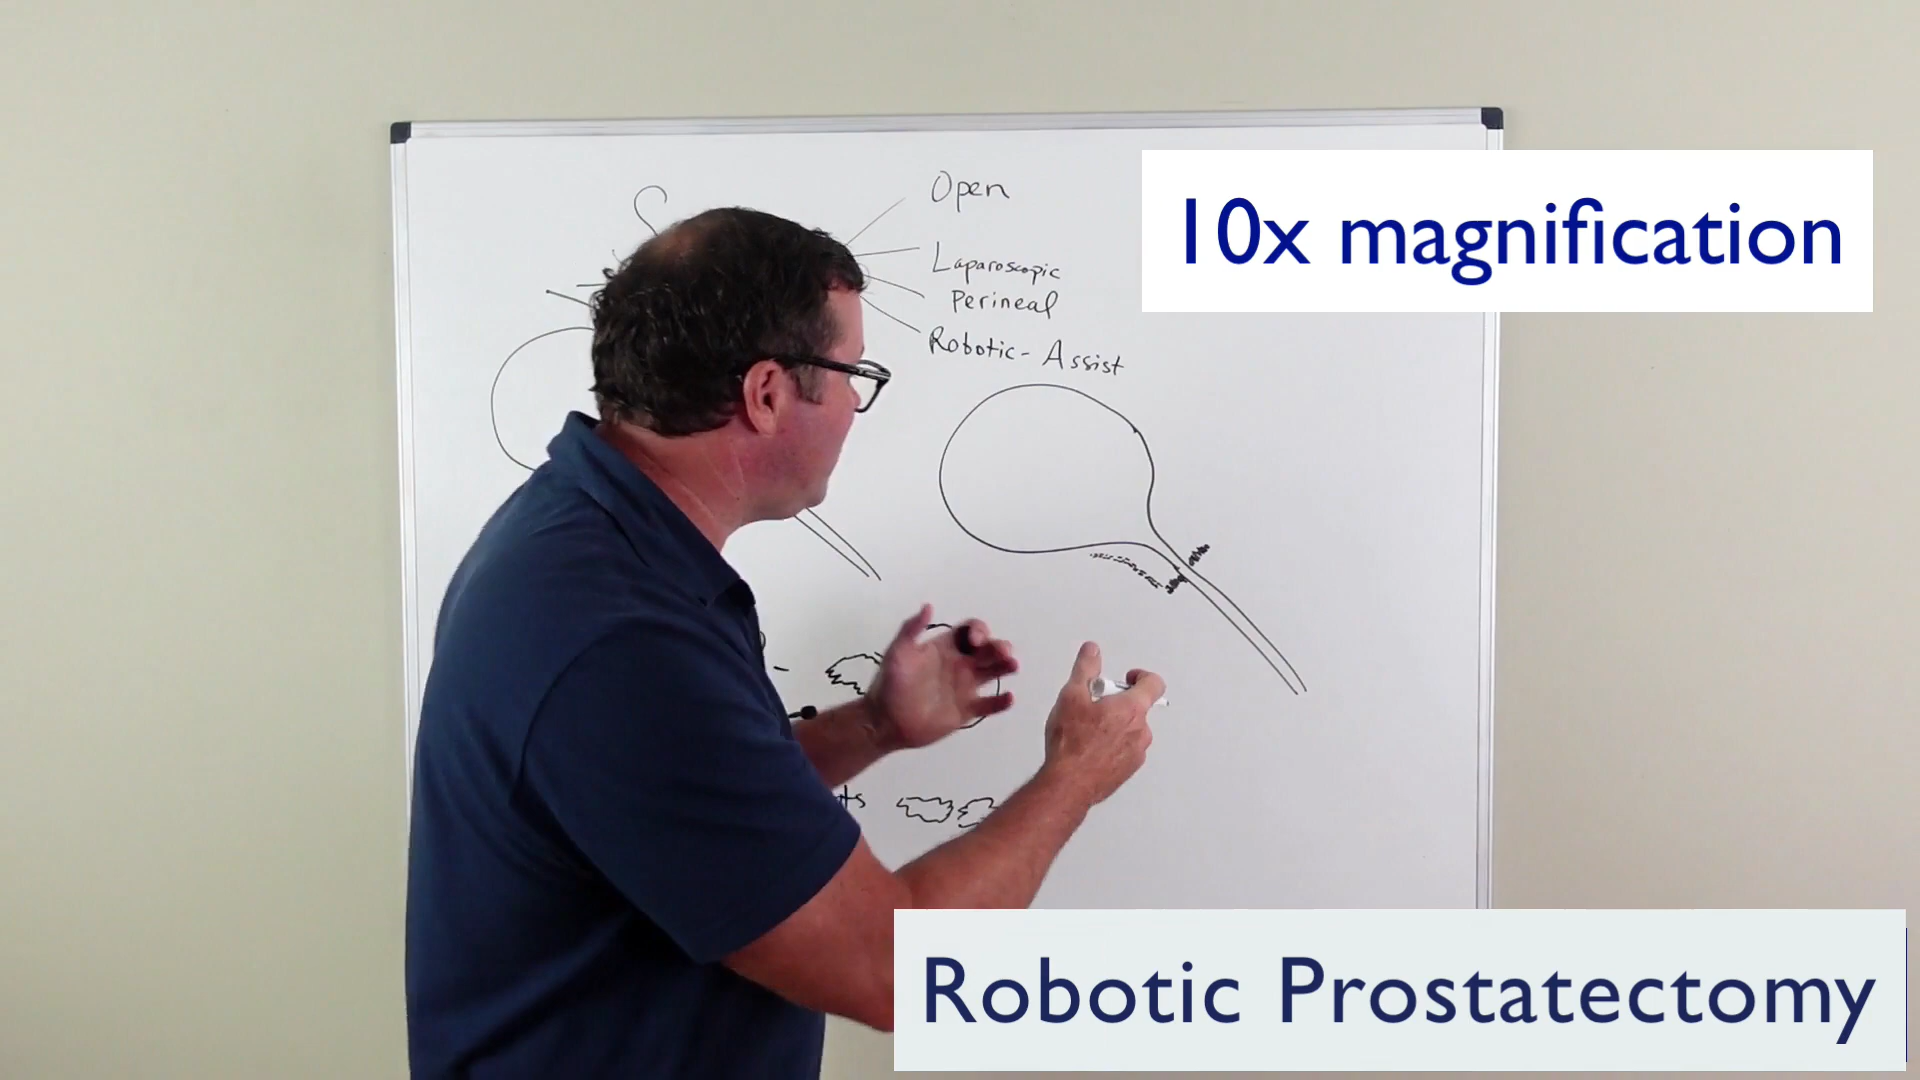 Open
Laparoscopic
Perineal
Robotic-Assist
10x magnification
Robotic Prostatectomy